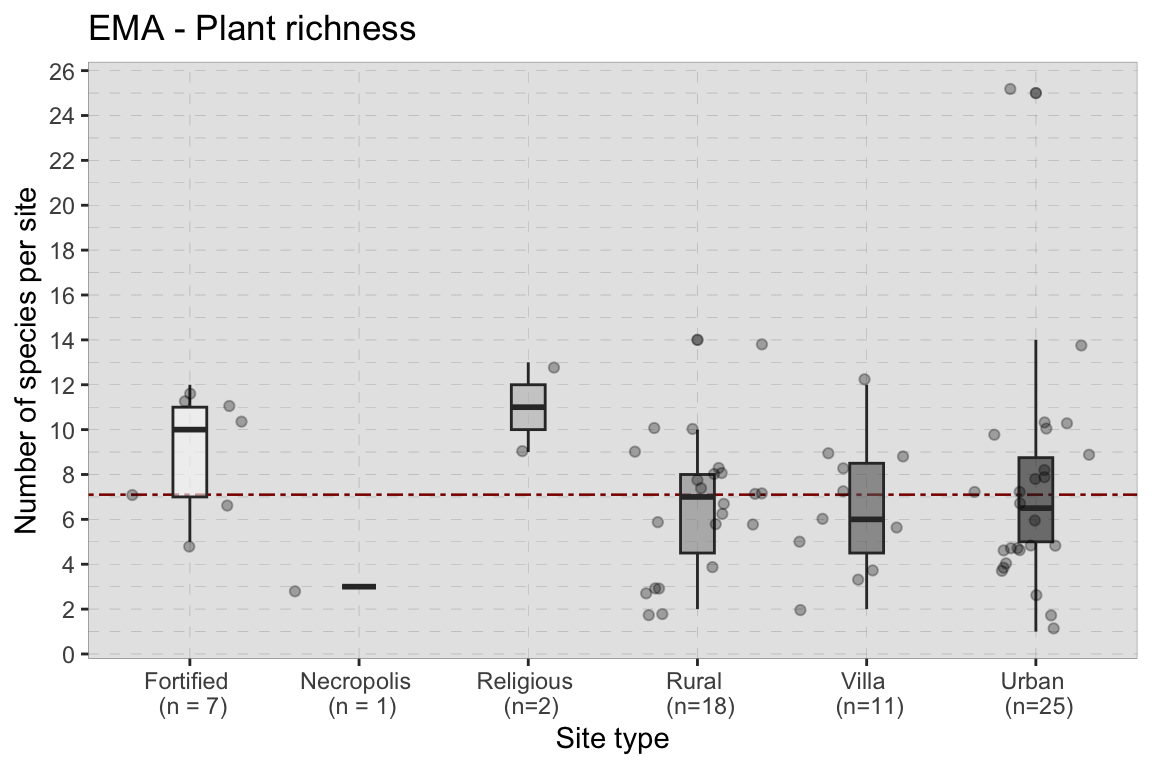 EMA - Plant richness
Number of species per site
26
24
22
20
18
16
14
12
10
8
6
4
2
0
Fortified Necropolis Religious Rural Villa Urban
(n = 7) (n = 1) (n=2) (n=18) (n=11) (n=25)
Site type